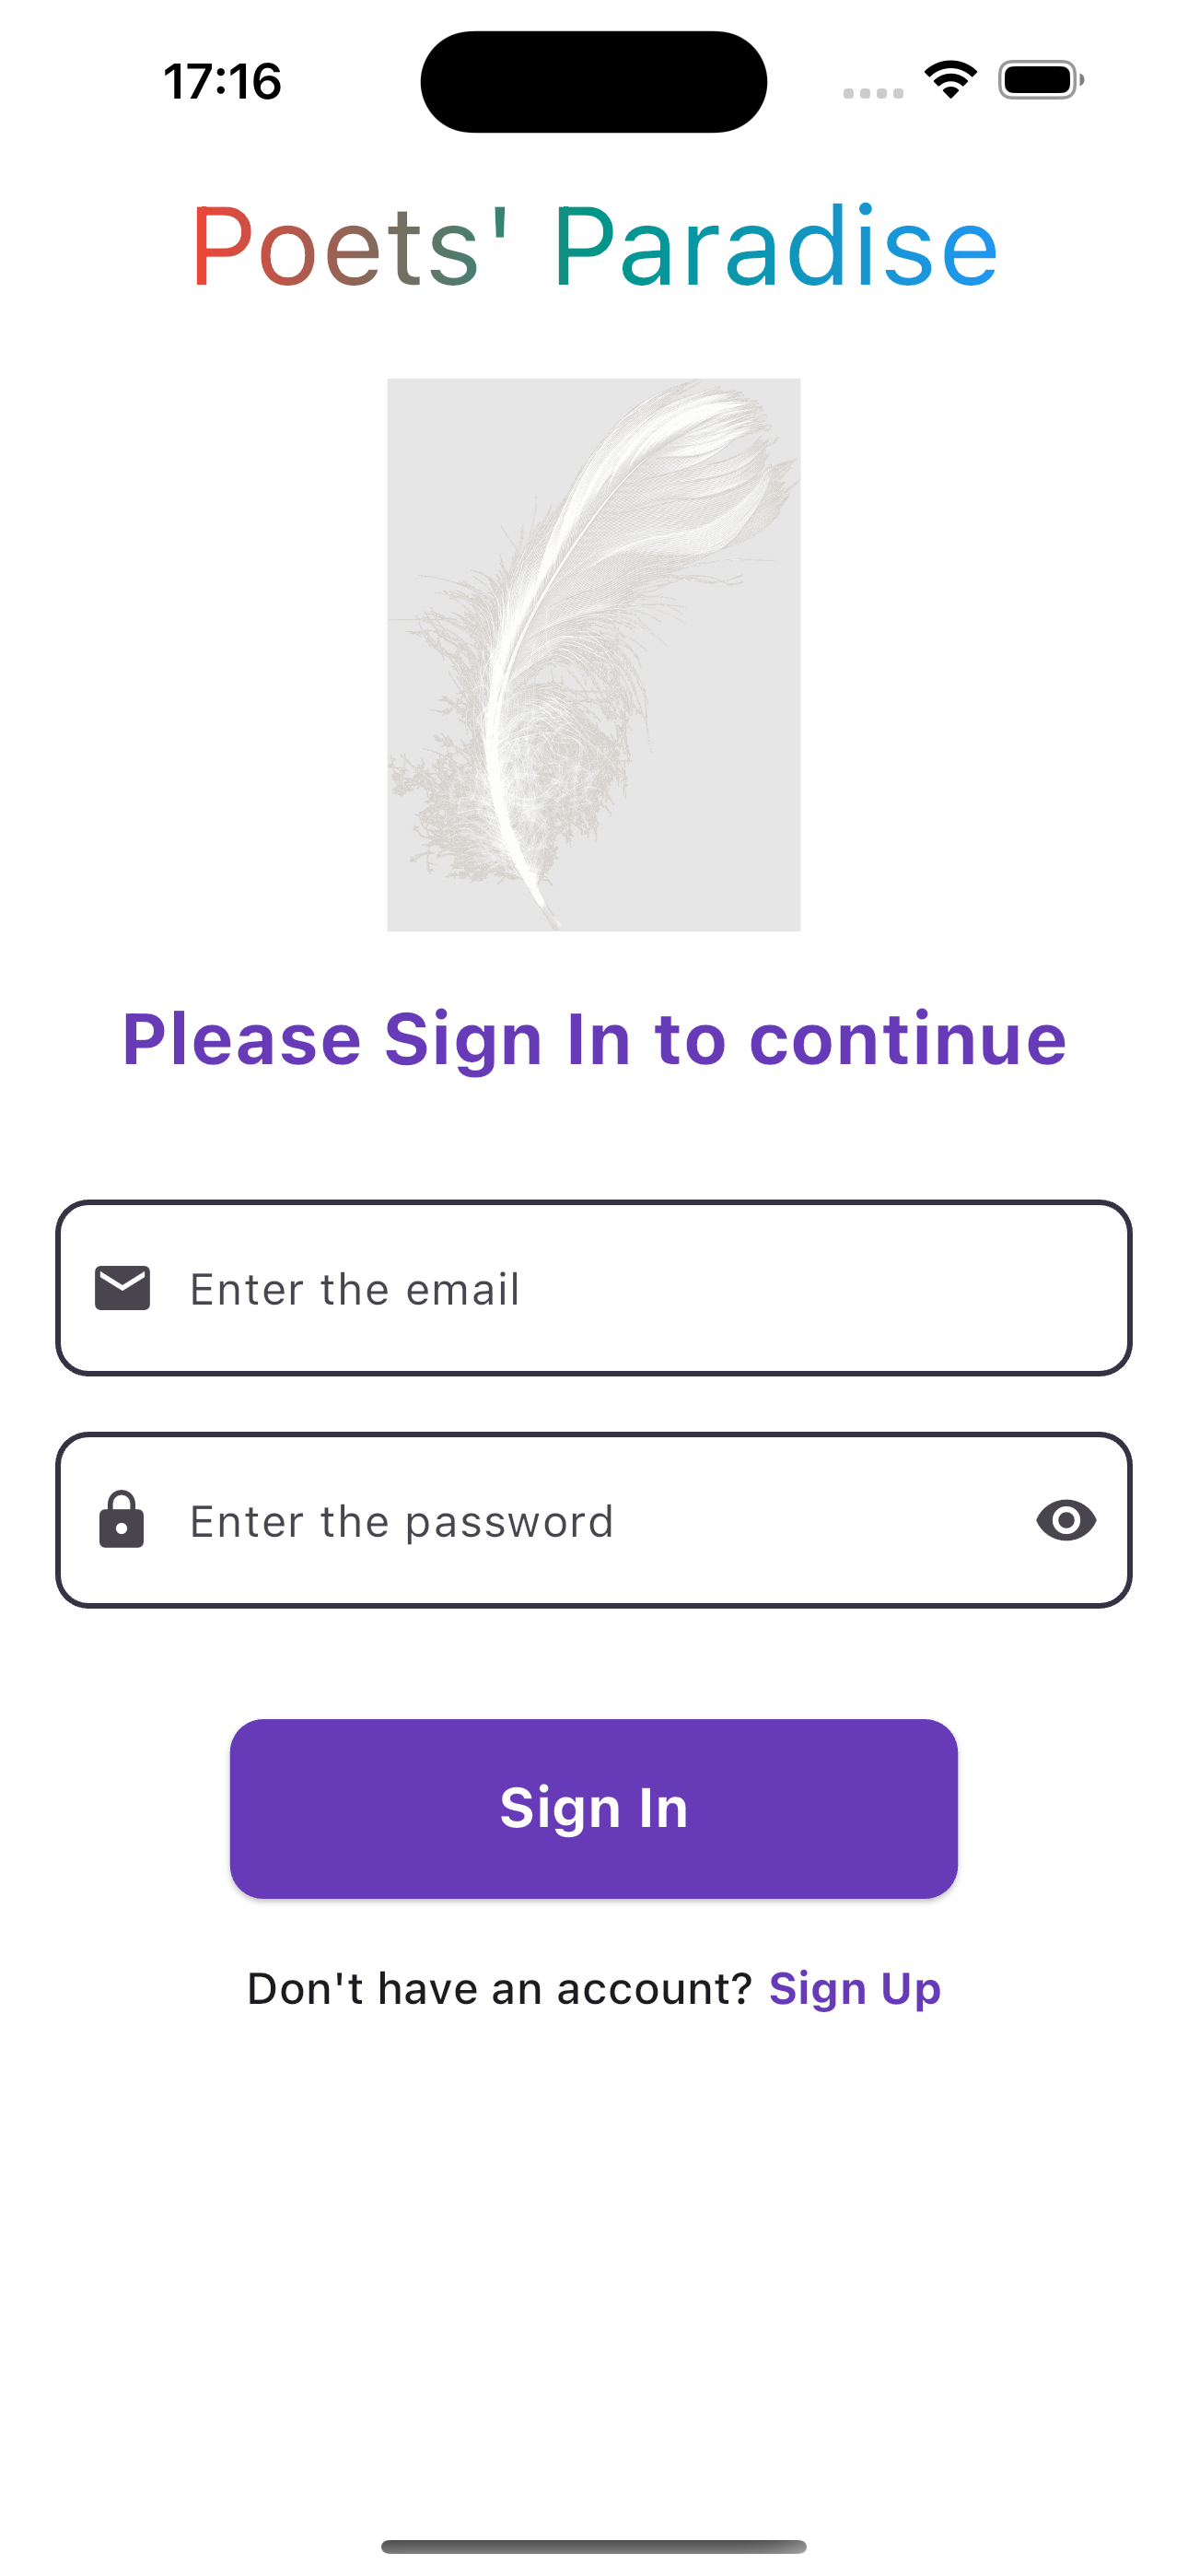 17:16
Poets' Paradise
Please Sign In to continue
Enter the email
Enter the password
Sign In
Don't have an account? Sign Up